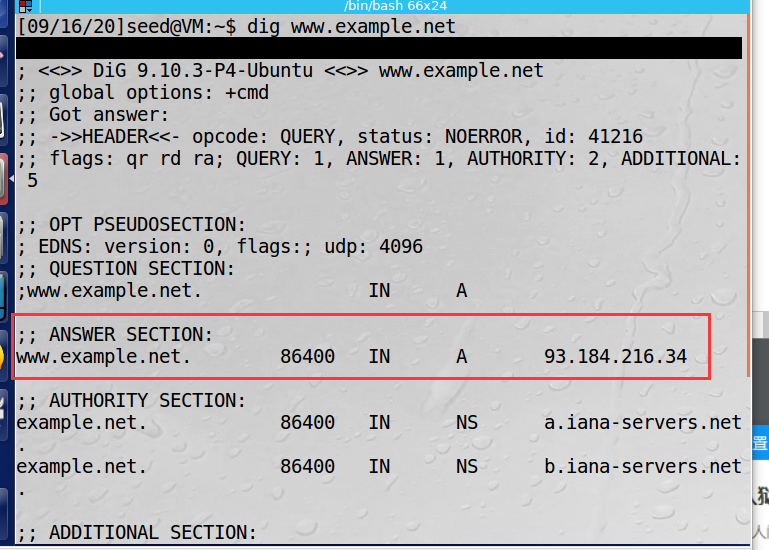 /bin/bash 66x24
[09/16/20]seed@VM:~$ dig www.example.net
; <<>> DiG 9.10.3-P4-Ubuntu <<>> www.example.net
;; global options: +cmd
;; Got answer:
;; ->>HEADER<<- opcode: QUERY, status: NOERROR, id: 41216
;; flags: qr rd ra; QUERY: 1, ANSWER: 1, AUTHORITY: 2, ADDITIONAL:
5
;; OPT PSEUDOSECTION:
; EDNS: version: 0, flags:; udp: 4096
;; QUESTION SECTION:
;www.example.net. IN A
;; ANSWER SECTION:
www.example.net. 86400 IN A 93.184.216.34
;; AUTHORITY SECTION:
example.net. 86400 IN NS a.iana-servers.net
.
example.net. 86400 IN NS b.iana-servers.net
.
;; ADDITIONAL SECTION:
置